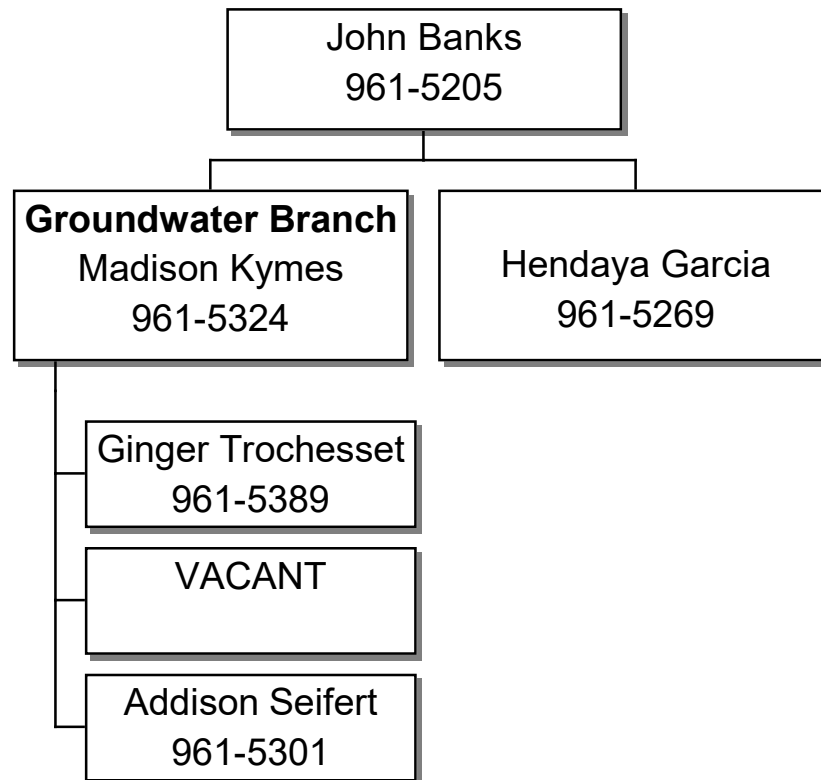 John Banks
961-5205
Groundwater Branch
Madison Kymes
961-5324
Hendaya Garcia
961-5269
Ginger Trochesset
961-5389
VACANT
Addison Seifert
961-5301